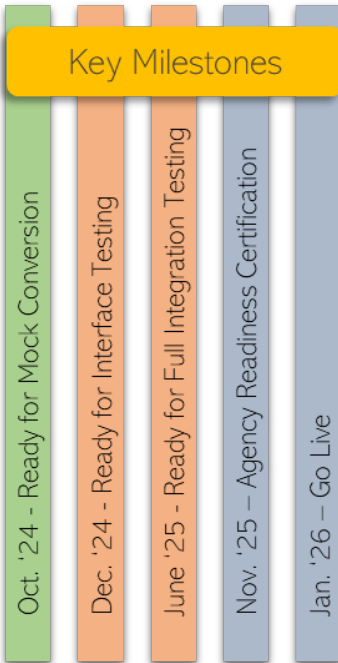 Key Milestones
Oct. '24 - Ready for Mock Conversion
Dec. '24 - Ready for Interface Testing
June '25 - Ready for Full Integration Testing
Nov. '25 – Agency Readiness Certification
Jan. '26 – Go Live